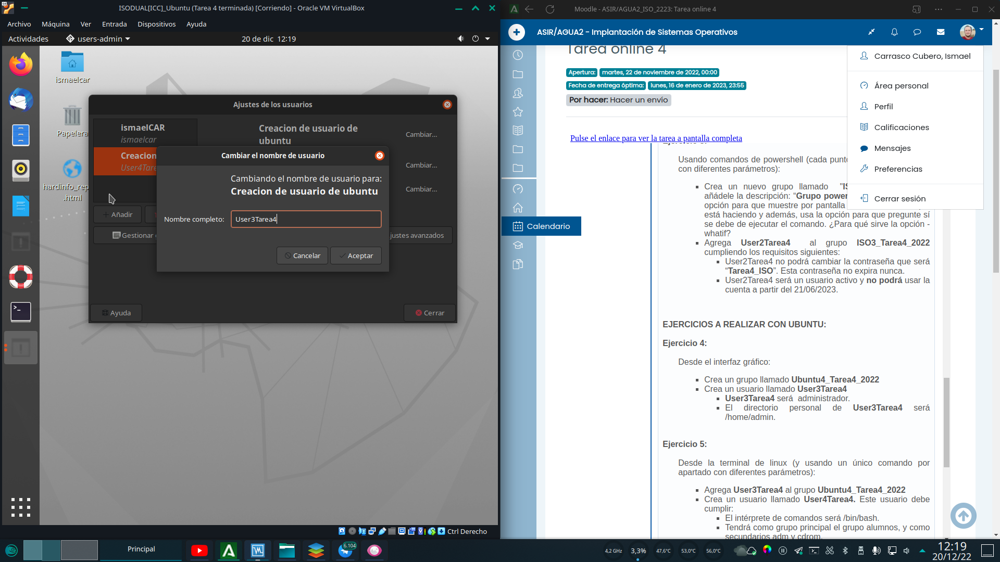 ISODUAL[ICC]_Ubuntu (Tarea 4 terminada) [Corriendo] - Oracle VM VirtualBox
Archivo Máquina Ver Entrada Dispositivos Ayuda
Actividades
users-admin
20 de dic 12:19
ismaelcar
Papelera
hardinfo_rep
.html
Ajustes de los usuarios
ismaelCAR
ismaelcar
Creacion
User4Tare
Creacion de usuario de
ubuntu
Cambiar...
Cambiar...
Cambiar...
Añadir
Gestionar g
justes avanzados
Ayuda
Cerrar
Cambiar el nombre de usuario
Cambiando el nombre de usuario para:
Creacion de usuario de ubuntu
Nombre completo:
User3Tarea4
Cancelar
Aceptar
Ctrl Derecho
Moodle - ASIR/AGUA2_ISO_2223: Tarea online 4
ASIR/AGUA2 - Implantación de Sistemas Operativos
Calendario
Tarea online 4
Apertura: martes, 22 de noviembre de 2022, 00:00
Fecha de entrega óptima: lunes, 16 de enero de 2023, 23:55
Por hacer: Hacer un envío
Pulse el enlace para ver la tarea a pantalla completa
Carrasco Cubero, Ismael
Área personal
Perfil
Calificaciones
Mensajes
Preferencias
Cerrar sesión
Usando comandos de powershell (cada punto
con diferentes parámetros):
Crea un nuevo grupo llamado "IS
añádele la descripción: “Grupo power
opción para que muestre por pantalla
está haciendo y además, usa la opción para que pregunte sí
se debe de ejecutar el comando. ¿Para qué sirve la opción -
whatif?
Agrega User2Tarea4 al grupo ISO3_Tarea4_2022
cumpliendo los requisitos siguientes:
User2Tarea4 no podrá cambiar la contraseña que será
“Tarea4_ISO”. Esta contraseña no expira nunca.
User2Tarea4 será un usuario activo y no podrá usar la
cuenta a partir del 21/06/2023.
EJERCICIOS A REALIZAR CON UBUNTU:
Ejercicio 4:
Desde el interfaz gráfico:
Crea un grupo llamado Ubuntu4_Tarea4_2022
Crea un usuario llamado User3Tarea4
User3Tarea4 será administrador.
El directorio personal de User3Tarea4 será
/home/admin.
Ejercicio 5:
Desde la terminal de linux (y usando un único comando por
apartado con diferentes parámetros):
Agrega User3Tarea4 al grupo Ubuntu4_Tarea4_2022
Crea un usuario llamado User4Tarea4. Este usuario debe
cumplir:
El intérprete de comandos será /bin/bash.
Tendrá como grupo principal el grupo alumnos, y como
secundarios adm y cdrom.
Principal
6.104
4,2 GHz
3,3%
47,6°C
53,0°C
56,0°C
12:19
20/12/22